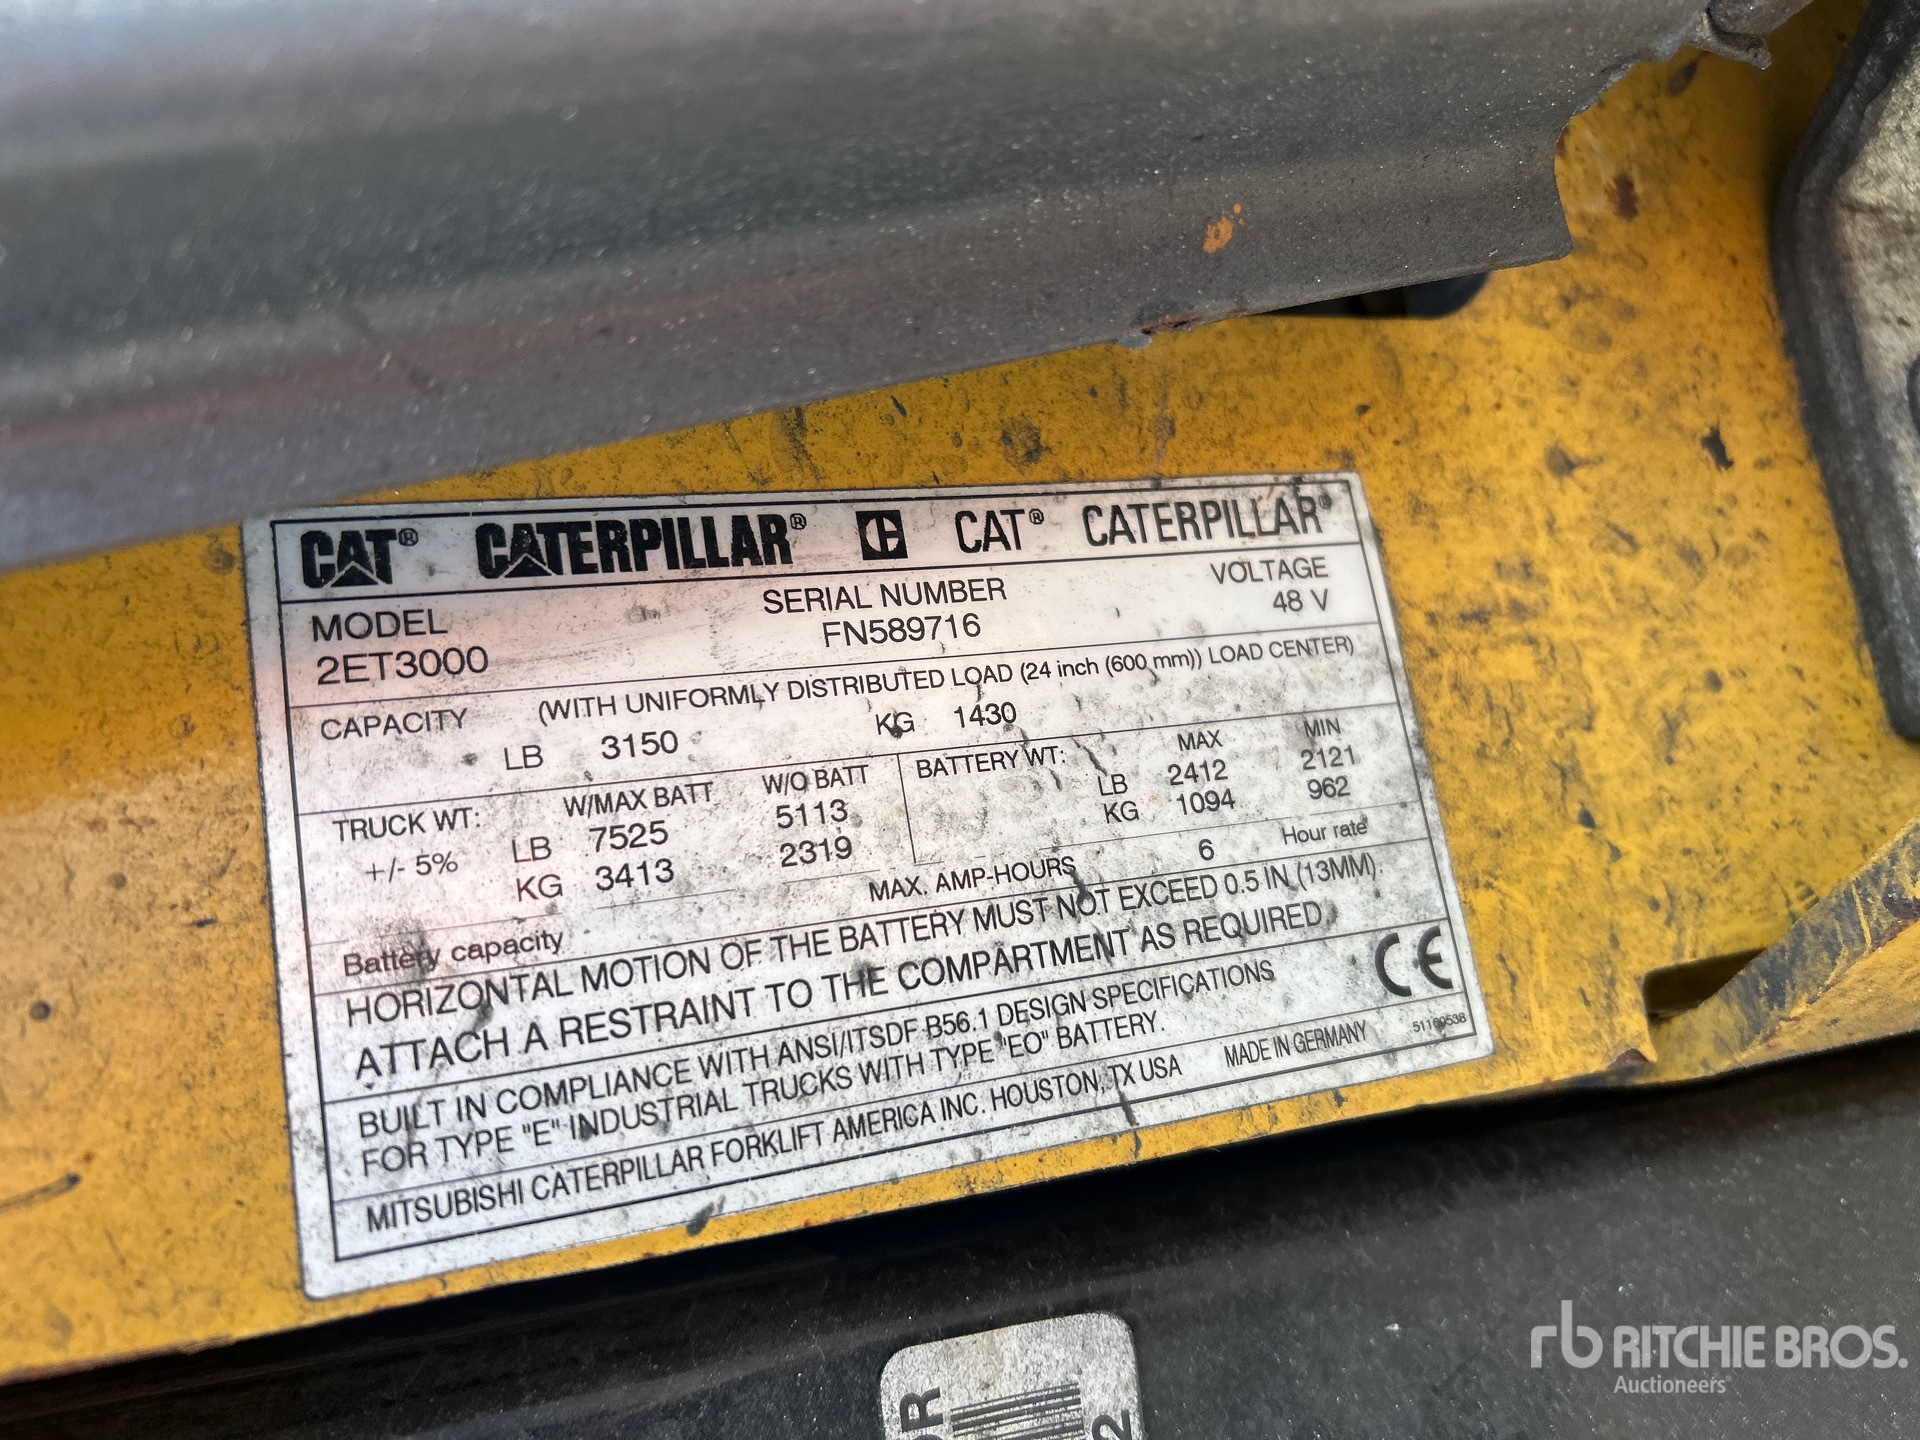 CAT® CATERPILLAR® CAT® CATERPILLAR®
MODEL SERIAL NUMBER VOLTAGE
2ET3000 FN589716 48 V
CAPACITY (WITH UNIFORMLY DISTRIBUTED LOAD (24 inch (600 mm)) LOAD CENTER)
LB 3150 KG 1430
TRUCK WT: W/MAX BATT W/O BATT
+/- 5% LB 7525 5113
KG 3413 2319
BATTERY WT: MAX MIN
LB 2412 2121
KG 1094 962
Battery capacity MAX. AMP-HOURS 6 Hour rate
HORIZONTAL MOTION OF THE BATTERY MUST NOT EXCEED 0.5 IN (13MM).
ATTACH A RESTRAINT TO THE COMPARTMENT AS REQUIRED.
BUILT IN COMPLIANCE WITH ANSI/ITSDF B56.1 DESIGN SPECIFICATIONS
FOR TYPE "E" INDUSTRIAL TRUCKS WITH TYPE "EO" BATTERY.
CE
MITSUBISHI CATERPILLAR FORKLIFT AMERICA INC. HOUSTON, TX USA MADE IN GERMANY
rb RITCHIE BROS.
Auctioneers